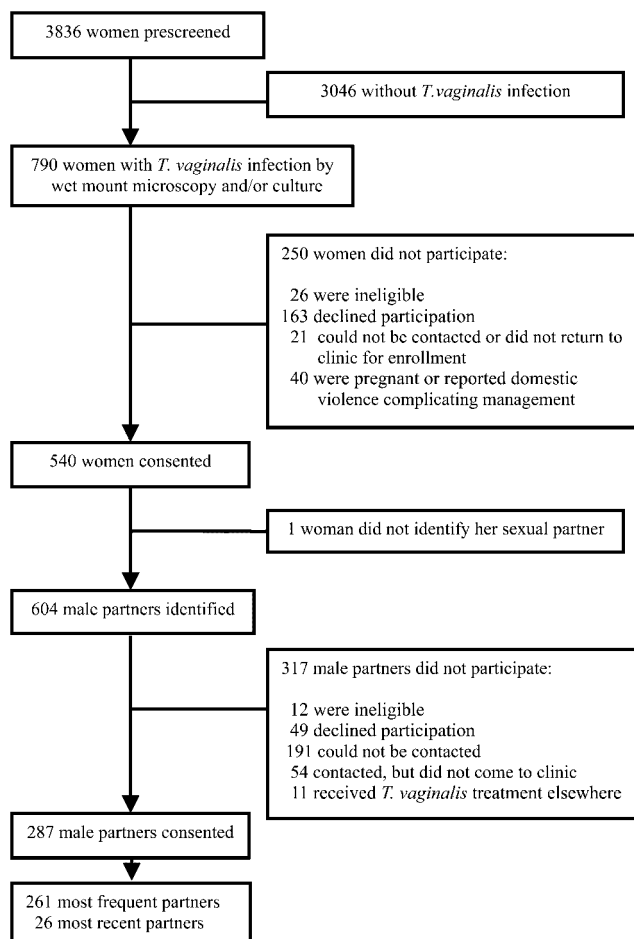 3836 women prescreened
3046 without T.vaginalis infection
790 women with T. vaginalis infection by
wet mount microscopy and/or culture
250 women did not participate:
26 were ineligible
163 declined participation
21 could not be contacted or did not return to
clinic for enrollment
40 were pregnant or reported domestic
violence complicating management
540 women consented
1 woman did not identify her sexual partner
604 male partners identified
317 male partners did not participate:
12 were ineligible
49 declined participation
191 could not be contacted
54 contacted, but did not come to clinic
11 received T. vaginalis treatment elsewhere
287 male partners consented
261 most frequent partners
26 most recent partners